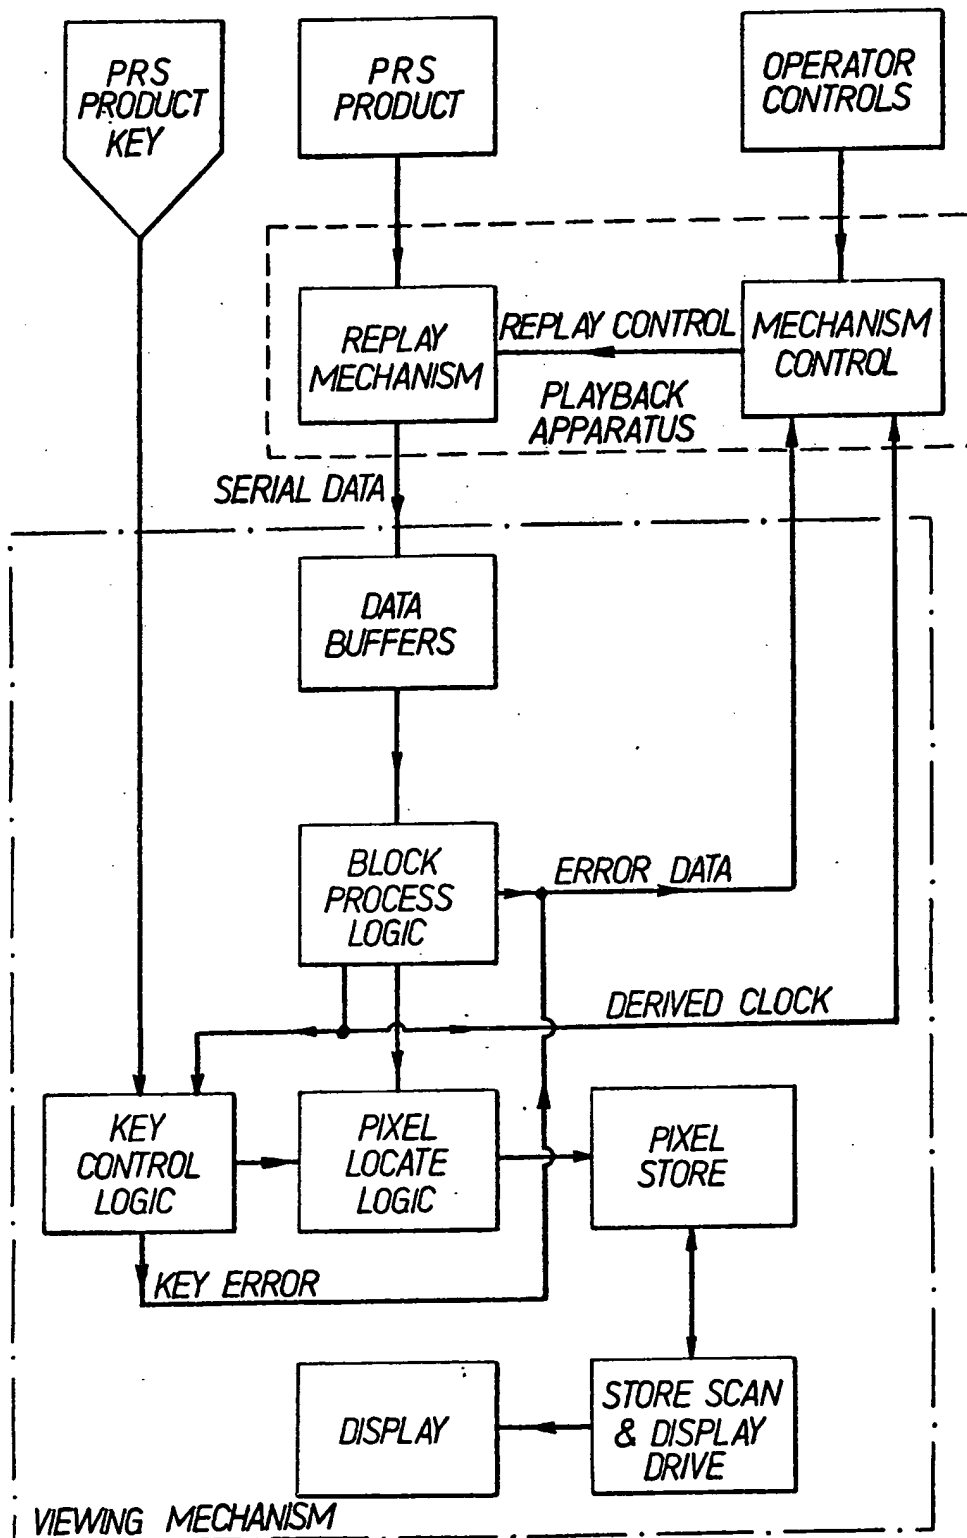 PRS
PRODUCT
KEY
PRS
PRODUCT
OPERATOR
CONTROLS
REPLAY
MECHANISM
REPLAY CONTROL
MECHANISM
CONTROL
PLAYBACK
APPARATUS
SERIAL DATA
DATA
BUFFERS
BLOCK
PROCESS
LOGIC
ERROR DATA
DERIVED CLOCK
KEY
CONTROL
LOGIC
PIXEL
LOCATE
LOGIC
PIXEL
STORE
KEY ERROR
DISPLAY
STORE SCAN
& DISPLAY
DRIVE
VIEWING MECHANISM